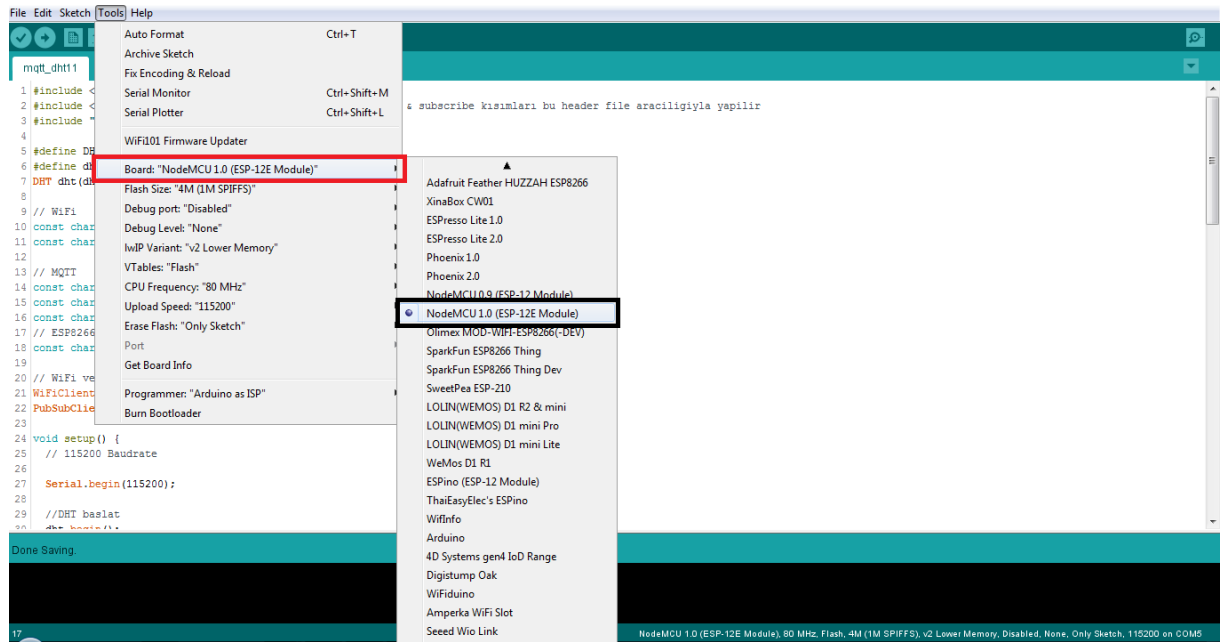 File Edit Sketch Tools Help
mqtt_dht11
Auto Format Ctrl+T
Archive Sketch
Fix Encoding & Reload
Serial Monitor Ctrl+Shift+M
Serial Plotter Ctrl+Shift+L
WiFi101 Firmware Updater
Board: "NodeMCU 1.0 (ESP-12E Module)"
Flash Size: "4M (1M SPIFFS)"
Debug port: "Disabled"
Debug Level: "None"
lwIP Variant: "v2 Lower Memory"
VTables: "Flash"
CPU Frequency: "80 MHz"
Upload Speed: "115200"
Erase Flash: "Only Sketch"
Port
Get Board Info
Programmer: "Arduino as ISP"
Burn Bootloader
Adafruit Feather HUZZAH ESP8266
XinaBox CW01
ESPresso Lite 1.0
ESPresso Lite 2.0
Phoenix 1.0
Phoenix 2.0
NodeMCU 0.9 (ESP-12 Module)
NodeMCU 1.0 (ESP-12E Module)
Olimex MOD-WIFI-ESP8266(-DEV)
SparkFun ESP8266 Thing
SparkFun ESP8266 Thing Dev
SweetPea ESP-210
LOLIN(WEMOS) D1 R2 & mini
LOLIN(WEMOS) D1 mini Pro
LOLIN(WEMOS) D1 mini Lite
WeMos D1 R1
ESPino (ESP-12 Module)
ThaiEasyElec's ESPino
WifInfo
Arduino
4D Systems gen4 IoD Range
Digistump Oak
WiFiduino
Amperka WiFi Slot
Seeed Wio Link
1 #include <
2 #include < & subscribe kısımları bu header file araciligiyla yapilir
3 #include "
4
5 #define DH
6 #define dh
7 DHT dht(dh
8
9 // WiFi
10 const char
11 const char
12
13 // MQTT
14 const char
15 const char
16 const char
17 // ESP8266
18 const char
19
20 // WiFi ve
21 WiFiClient
22 PubSubClie
23
24 void setup() {
25 // 115200 Baudrate
26
27 Serial.begin(115200);
28
29 //DHT baslat
30 dht.begin();
Done Saving.
17
NodeMCU 1.0 (ESP-12E Module), 80 MHz, Flash, 4M (1M SPIFFS), v2 Lower Memory, Disabled, None, Only Sketch, 115200 on COM5